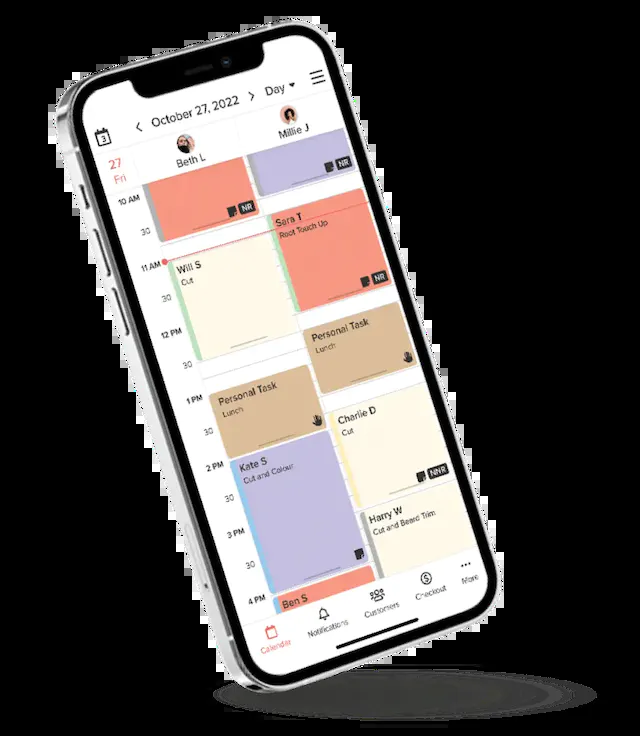 October 27, 2022
Day
3
27
Fri
Beth L
Millie J
10 AM
NR
NR
30
Sara T
Root Touch Up
11 AM
Will S
Cut
30
NR
12 PM
Personal Task
Lunch
30
1 PM
Personal Task
Lunch
30
Charlie D
Cut
2 PM
Kate S
Cut and Colour
30
NNR
3 PM
Harry W
Cut and Beard Trim
30
4 PM
Ben S
Calendar
Notifications
Customers
Checkout
More